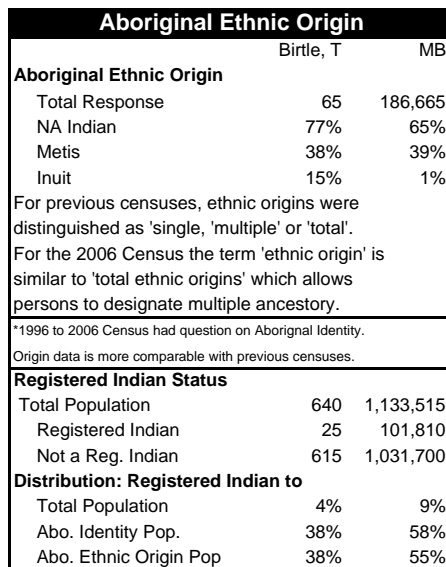 Aboriginal Ethnic Origin
Birtle, T MB
Aboriginal Ethnic Origin
Total Response 65 186,665
NA Indian 77% 65%
Metis 38% 39%
Inuit 15% 1%
For previous censuses, ethnic origins were
distinguished as 'single, 'multiple' or 'total'.
For the 2006 Census the term 'ethnic origin' is
similar to 'total ethnic origins' which allows
persons to designate multiple ancestory.
*1996 to 2006 Census had question on Aborignal Identity.
Origin data is more comparable with previous censuses.
Registered Indian Status
Total Population 640 1,133,515
Registered Indian 25 101,810
Not a Reg. Indian 615 1,031,700
Distribution: Registered Indian to
Total Population 4% 9%
Abo. Identity Pop. 38% 58%
Abo. Ethnic Origin Pop 38% 55%